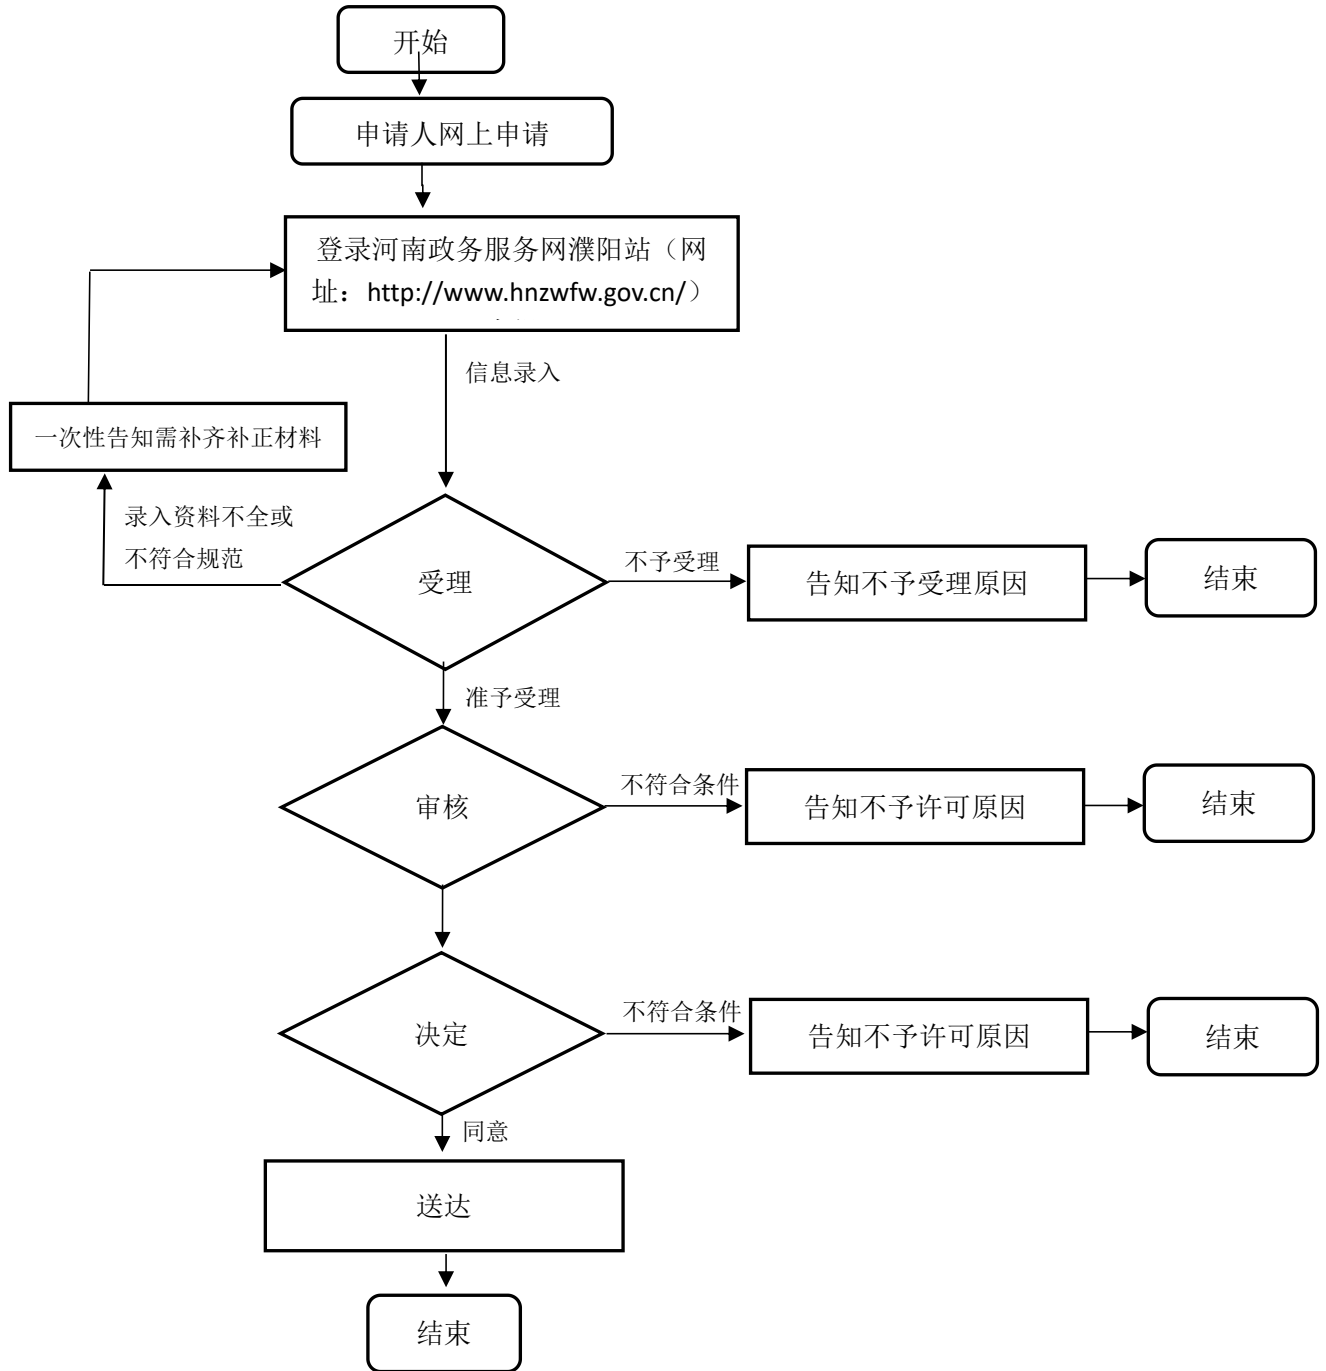 开始
申请人网上申请
登录河南政务服务网濮阳站（网
址：http://www.hnzwfw.gov.cn/）
信息录入
一次性告知需补齐补正材料
录入资料不全或
不符合规范
受理
不予受理
告知不予受理原因
结束
准予受理
审核
不符合条件
告知不予许可原因
结束
决定
不符合条件
告知不予许可原因
结束
同意
送达
结束